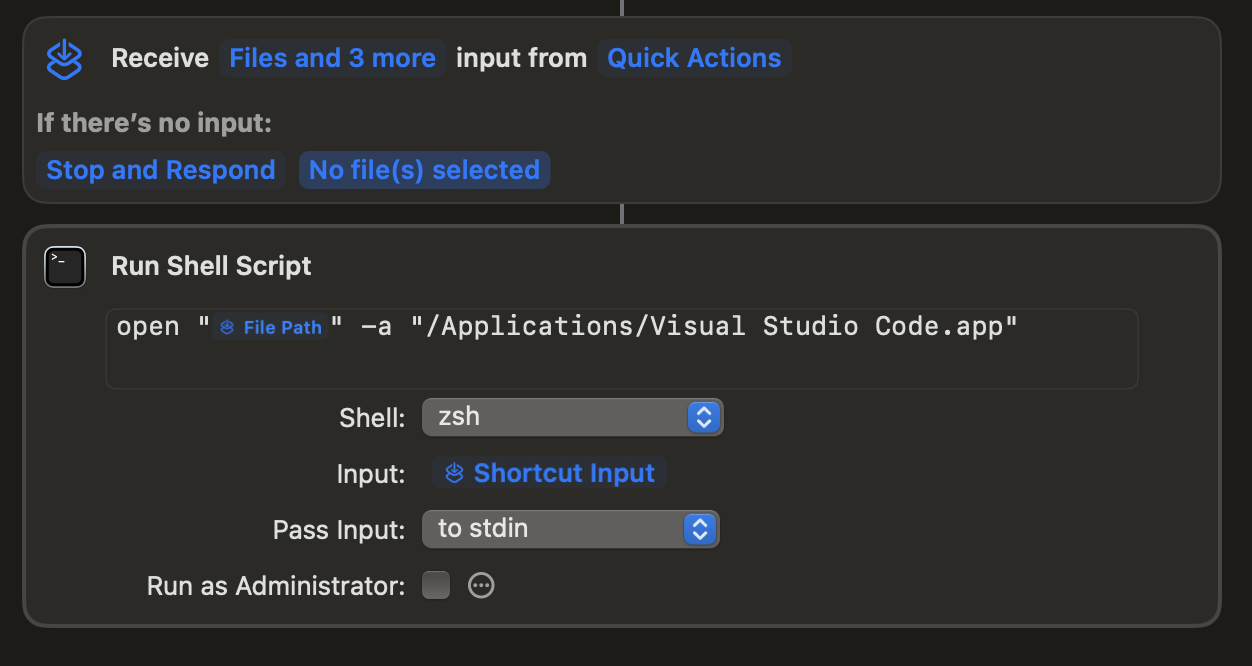 Receive Files and 3 more input from Quick Actions
If there’s no input:
Stop and Respond No file(s) selected
>_
Run Shell Script
open "File Path" -a "/Applications/Visual Studio Code.app"
Shell: zsh
Input: Shortcut Input
Pass Input: to stdin
Run as Administrator: